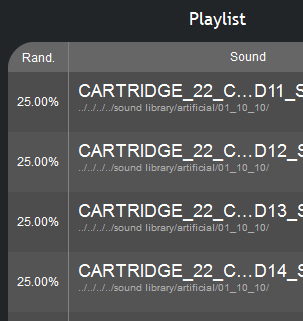 Playlist
Rand. Sound
25.00% CARTRIDGE_22_C...D11_S
../../../../sound library/artificial/01_10_10/
25.00% CARTRIDGE_22_C...D12_S
../../../../sound library/artificial/01_10_10/
25.00% CARTRIDGE_22_C...D13_S
../../../../sound library/artificial/01_10_10/
25.00% CARTRIDGE_22_C...D14_S
../../../../sound library/artificial/01_10_10/